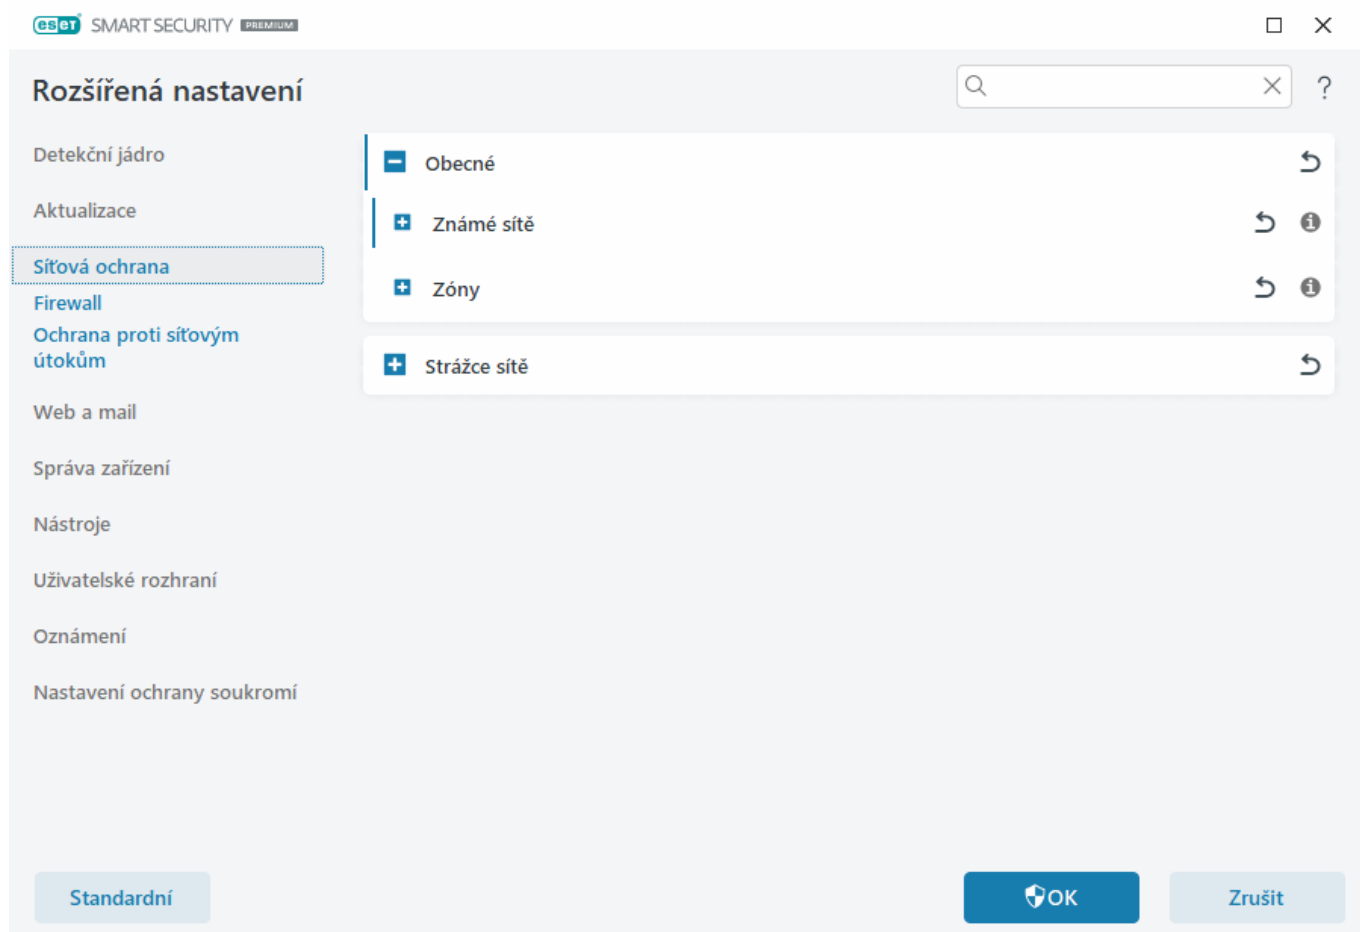 eset SMART SECURITY PREMIUM
Rozšířená nastavení
?
Detekční jádro
Aktualizace
Síťová ochrana
Firewall
Ochrana proti síťovým
útokům
Web a mail
Správa zařízení
Nástroje
Uživatelské rozhraní
Oznámení
Nastavení ochrany soukromí
Obecné
Známé sítě
Zóny
Strážce sítě
Standardní
OK
Zrušit